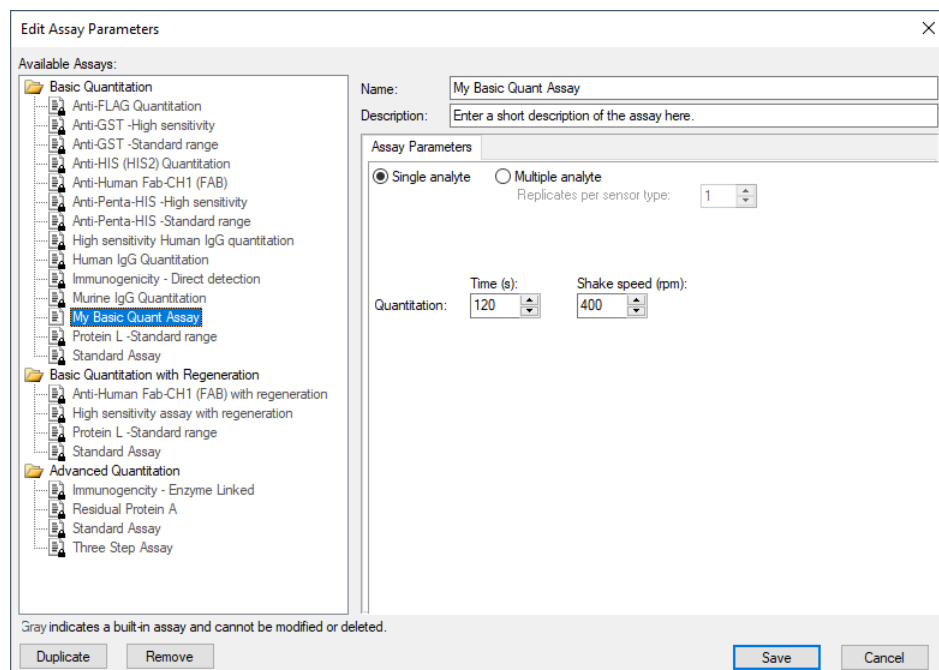 Edit Assay Parameters
Available Assays:
Basic Quantitation
Anti-FLAG Quantitation
Anti-GST -High sensitivity
Anti-GST -Standard range
Anti-HIS (HIS2) Quantitation
Anti-Human Fab-CH1 (FAB)
Anti-Penta-HIS -High sensitivity
Anti-Penta-HIS -Standard range
High sensitivity Human IgG quantitation
Human IgG Quantitation
Immunogenicity - Direct detection
Murine IgG Quantitation
My Basic Quant Assay
Protein L -Standard range
Standard Assay
Basic Quantitation with Regeneration
Anti-Human Fab-CH1 (FAB) with regeneration
High sensitivity assay with regeneration
Protein L -Standard range
Standard Assay
Advanced Quantitation
Immunogencity - Enzyme Linked
Residual Protein A
Standard Assay
Three Step Assay
Gray indicates a built-in assay and cannot be modified or deleted.
Duplicate Remove
Name: My Basic Quant Assay
Description: Enter a short description of the assay here.
Assay Parameters
Single analyte Multiple analyte
Replicates per sensor type: 1
Time (s): Shake speed (rpm):
Quantitation: 120 400
Save Cancel